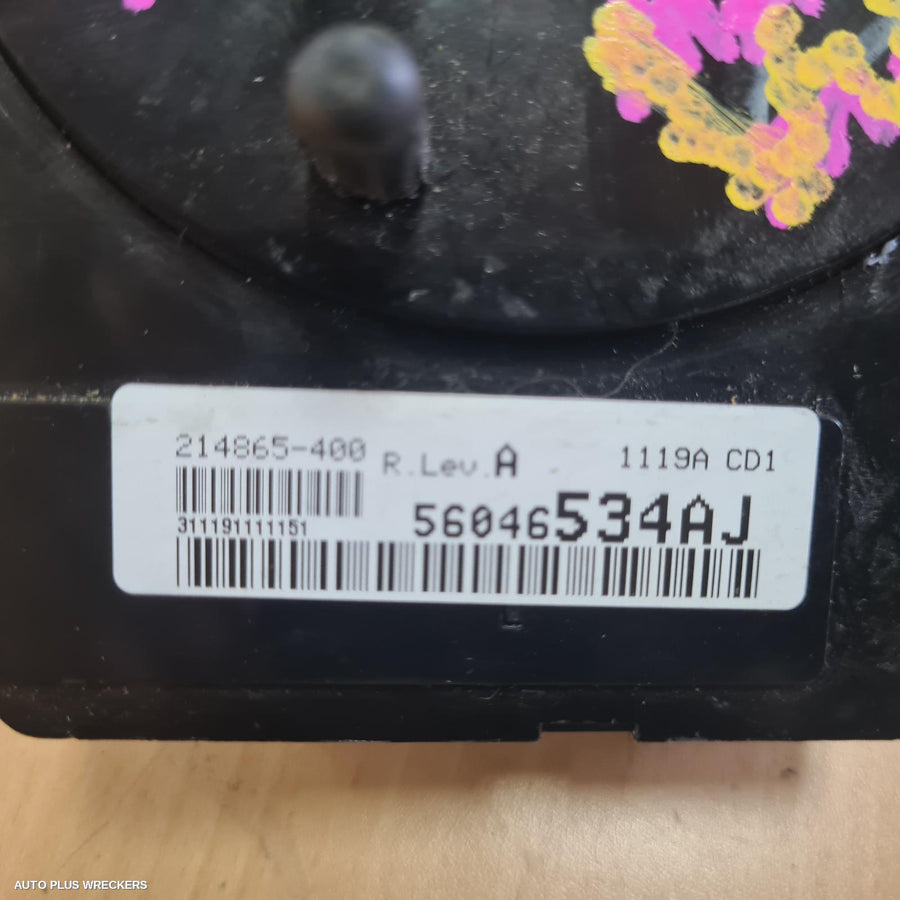 214865-400 R.Lev.A 1119A CD1
311191111151 56046534AJ
AUTO PLUS WRECKERS